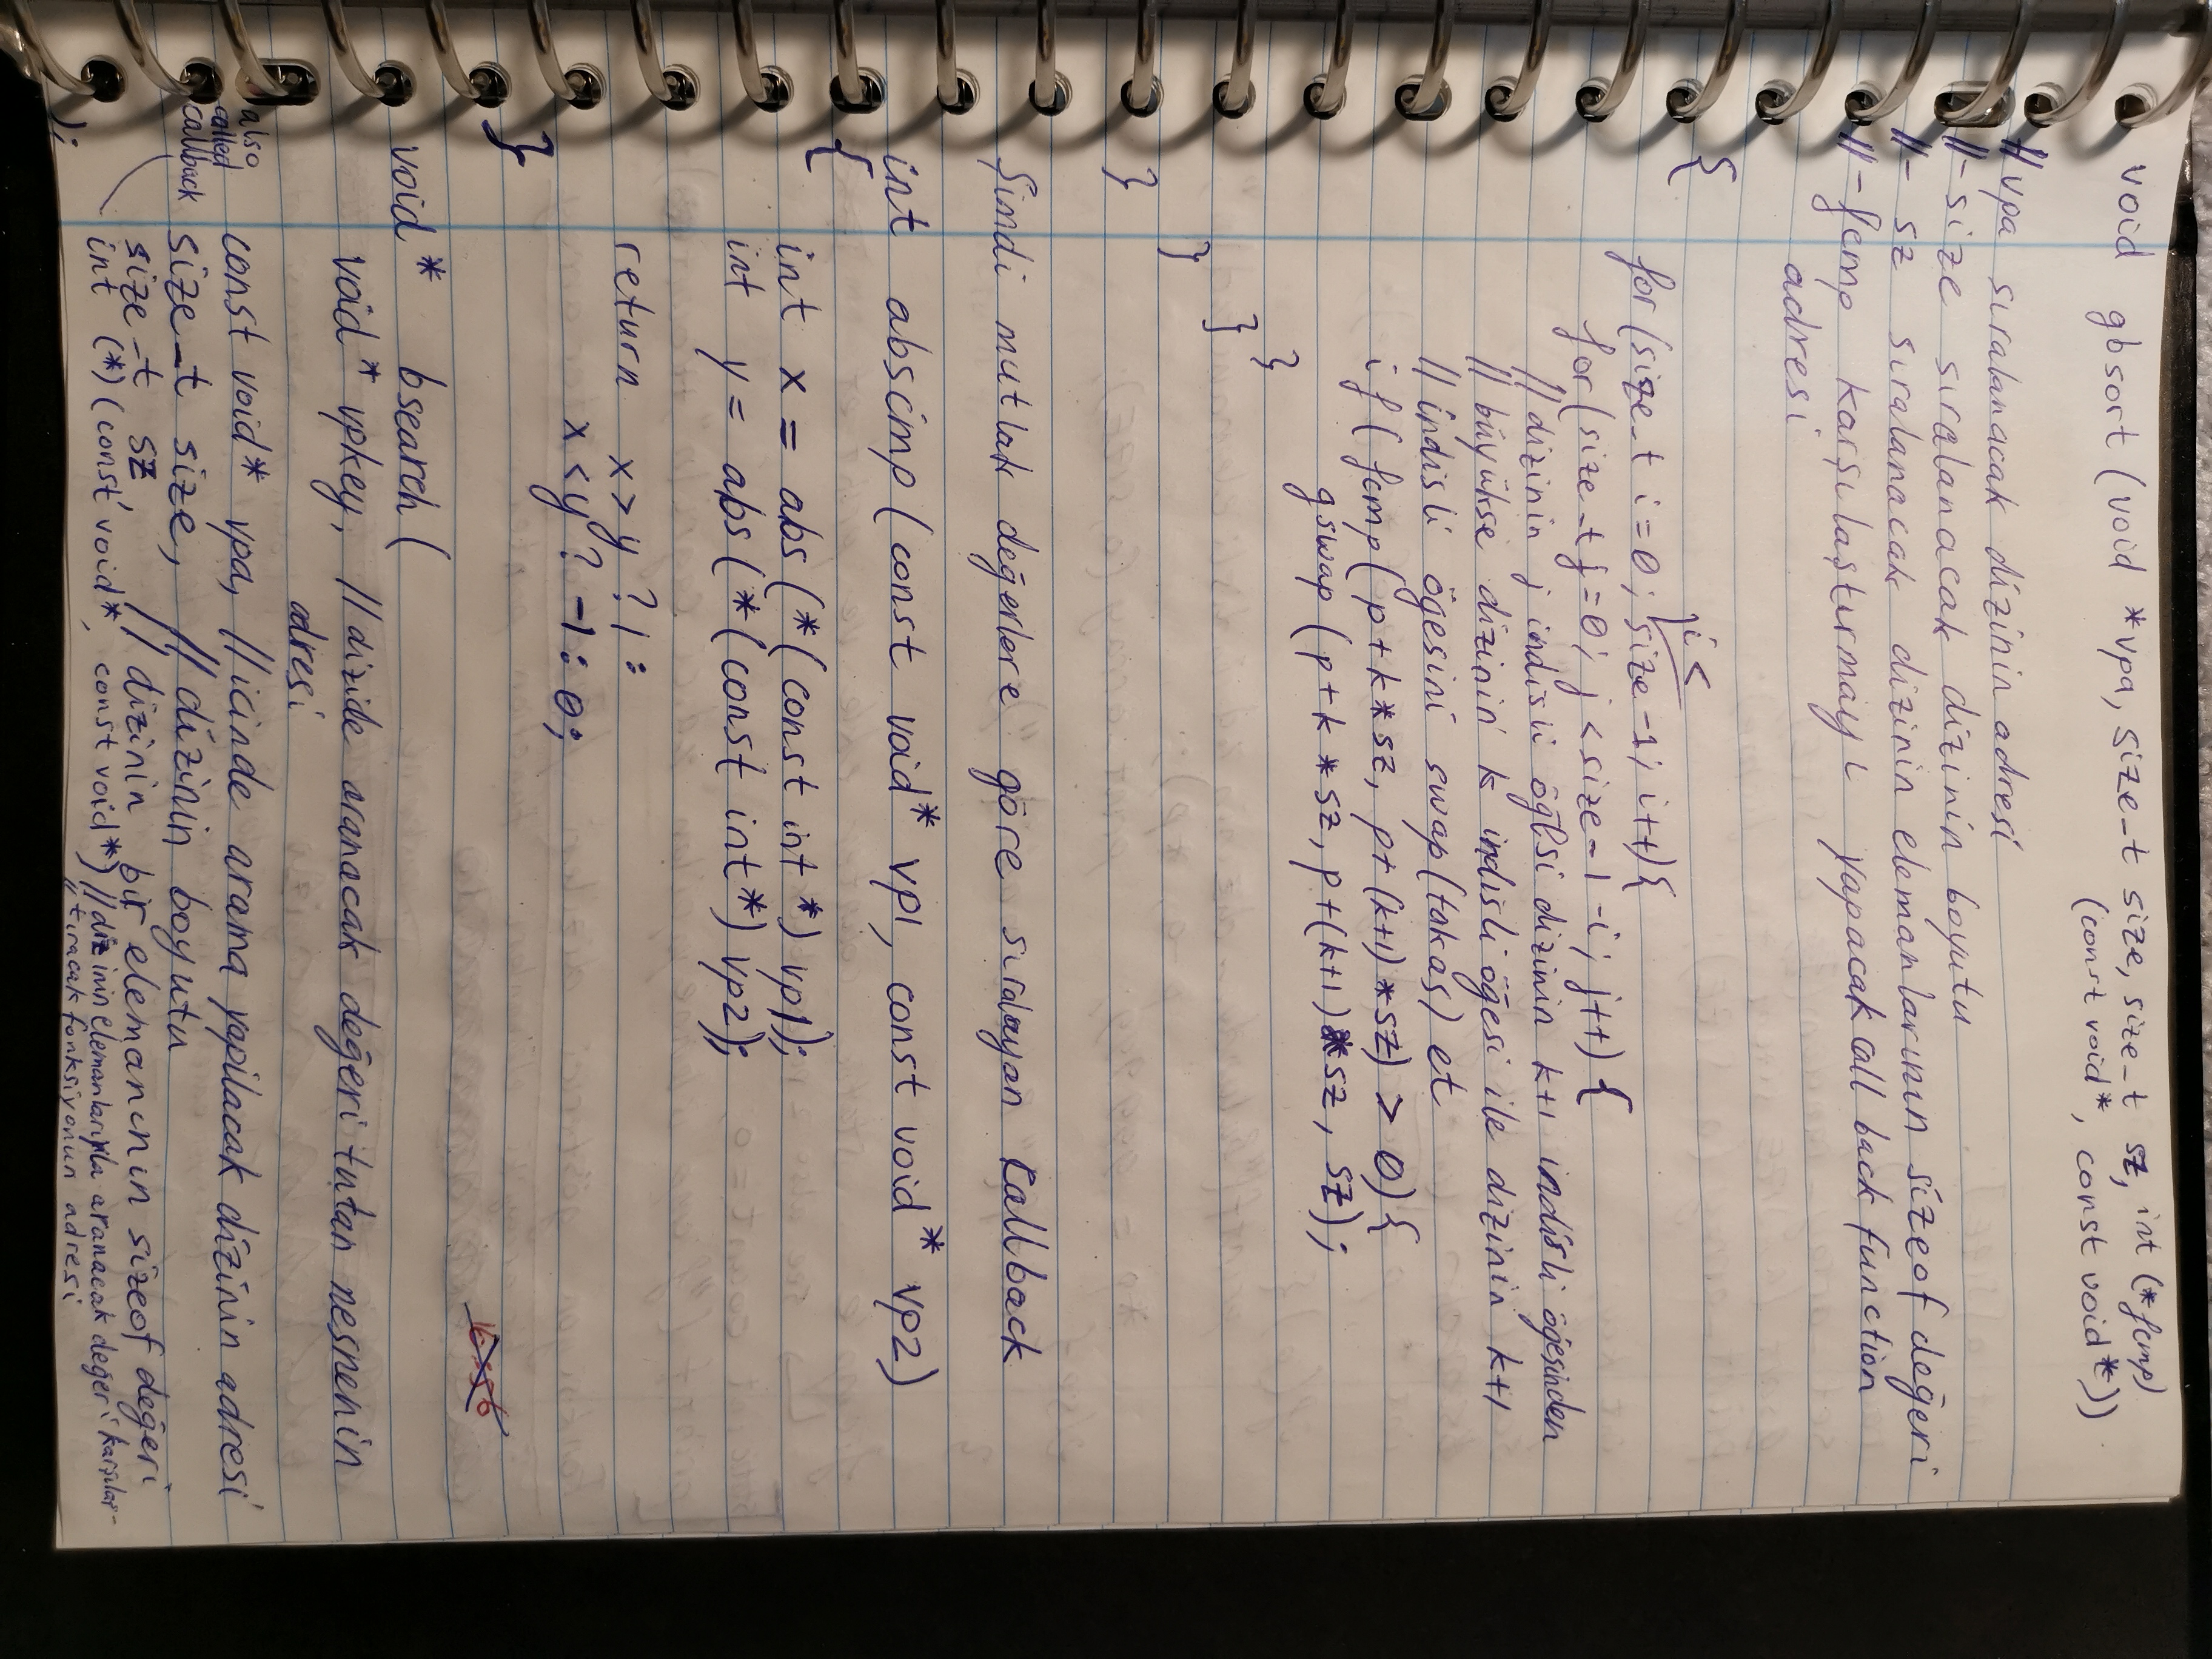 void gbsort (void *vpa, size_t size, size_t sz, int (*fcmp)
(const void*, const void*))
// vpa sıralanacak dizinin adresi
//- size sıralanacak dizinin boyutu
//- sz sıralanacak dizinin elemanlarının sizeof değeri
//- fcmp karşılaştırmayı yapacak call back function
adresi
{
i <
for (size_t i=0; size-1; i++){
for (size_t j=0; j<size-1-i; j++) {
// dizinin j indisli öğesi dizinin k+1 indisli öğesinden
// büyükse dizinin k indisli öğesi ile dizinin k+1
// indisli öğesini swap (takas) et
if ( fcmp ( p+k*sz, p+(k+1)*sz) > 0){
gswap (p+k*sz, p+(k+1)*sz, sz);
}
}
}
}
Şimdi mutlak değerlere göre sıralayan callback
int abscmp (const void* vp1, const void* vp2)
{
int x = abs (*(const int*) vp1);
int y = abs (*(const int*) vp2);
return x>y ? 1 :
x<y ? -1 : 0;
}
void* bsearch (
void* vpkey, // dizide aranacak değeri tutan nesnenin
adresi
const void* vpa, // icinde arama yapilacak dizinin adresi
size_t size, // dizinin boyutu
size_t sz, // dizinin bir elemanının sizeof değeri
also
called
callback
int (*)(const void*, const void*) // dizinin elemanlarıyla aranacak değeri karşılaş-
// tıracak fonksiyonun adresi
);